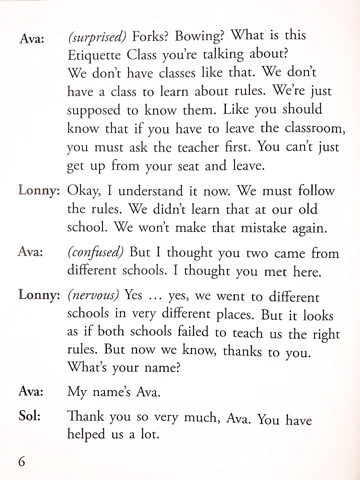 Ava: (surprised) Forks? Bowing? What is this
Etiquette Class you're talking about?
We don't have classes like that. We don't
have a class to learn about rules. We're just
supposed to know them. Like you should
know that if you have to leave the classroom,
you must ask the teacher first. You can't just
get up from your seat and leave.
Lonny: Okay, I understand it now. We must follow
the rules. We didn't learn that at our old
school. We won't make that mistake again.
Ava: (confused) But I thought you two came from
different schools. I thought you met here.
Lonny: (nervous) Yes ... yes, we went to different
schools in very different places. But it looks
as if both schools failed to teach us the right
rules. But now we know, thanks to you.
What's your name?
Ava: My name's Ava.
Sol: Thank you so very much, Ava. You have
helped us a lot.
6